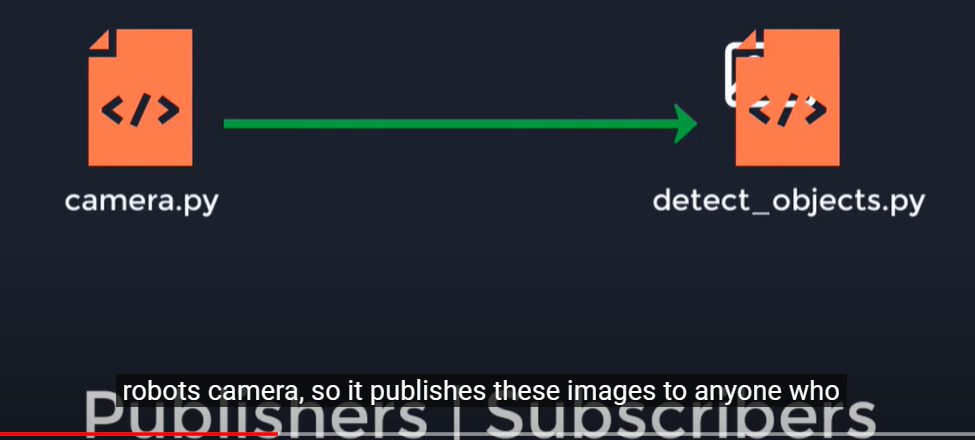 </> </>
camera.py detect_objects.py
robots camera, so it publishes these images to anyone who
Publishers | Subscribers